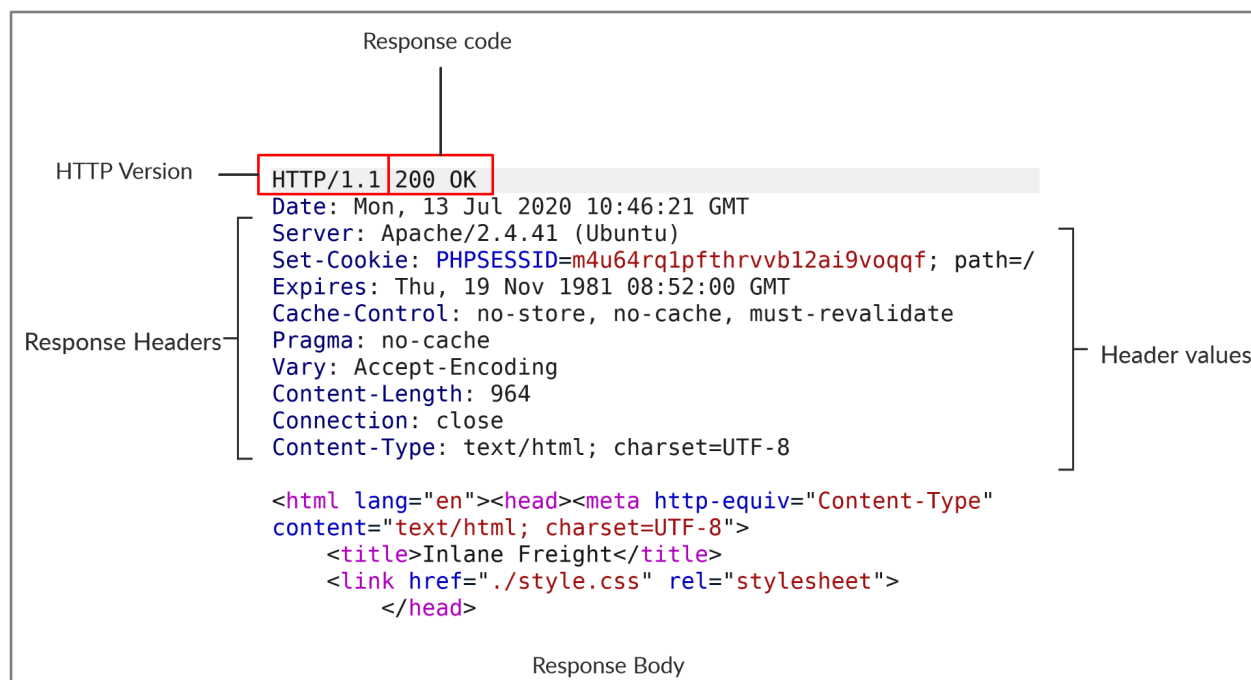 Response code
HTTP Version
HTTP/1.1 200 OK
Date: Mon, 13 Jul 2020 10:46:21 GMT
Server: Apache/2.4.41 (Ubuntu)
Set-Cookie: PHPSESSID=m4u64rq1pfthrvvb12ai9voqqf; path=/
Expires: Thu, 19 Nov 1981 08:52:00 GMT
Cache-Control: no-store, no-cache, must-revalidate
Response Headers
Pragma: no-cache
Header values
Vary: Accept-Encoding
Content-Length: 964
Connection: close
Content-Type: text/html; charset=UTF-8
<html lang="en"><head><meta http-equiv="Content-Type"
content="text/html; charset=UTF-8">
<title>Inlane Freight</title>
<link href="./style.css" rel="stylesheet">
</head>
Response Body